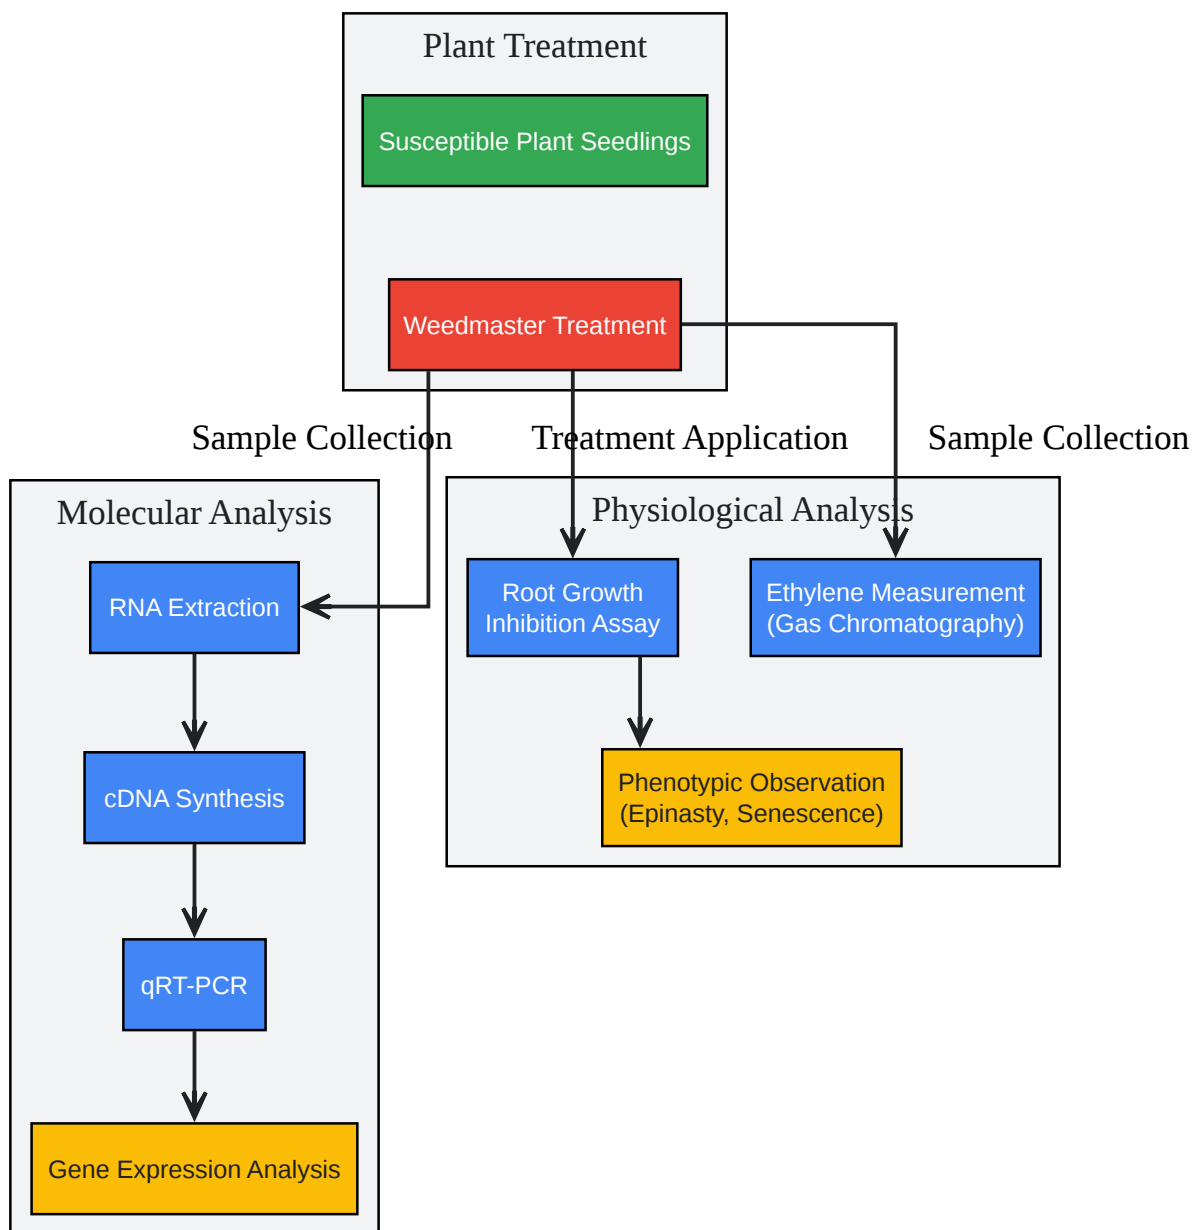 Plant Treatment
Susceptible Plant Seedlings
Weedmaster Treatment
Sample Collection
Treatment Application
Sample Collection
Molecular Analysis
RNA Extraction
cDNA Synthesis
qRT-PCR
Gene Expression Analysis
Physiological Analysis
Root Growth
Inhibition Assay
Ethylene Measurement
(Gas Chromatography)
Phenotypic Observation
(Epinasty, Senescence)